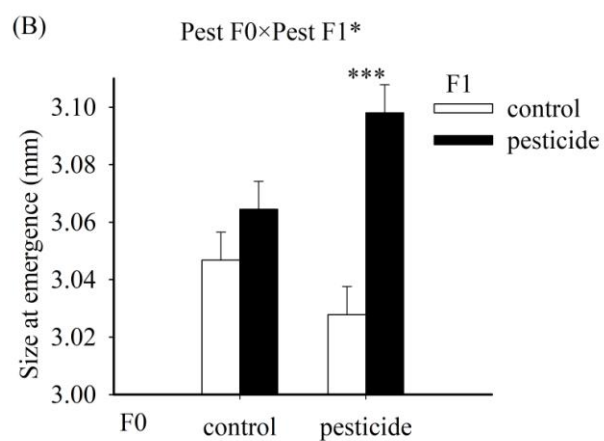 (B)
Pest F0×Pest F1*
***
F1
control
pesticide
Size at emergence (mm)
3.10
3.08
3.06
3.04
3.02
3.00
F0
control
pesticide